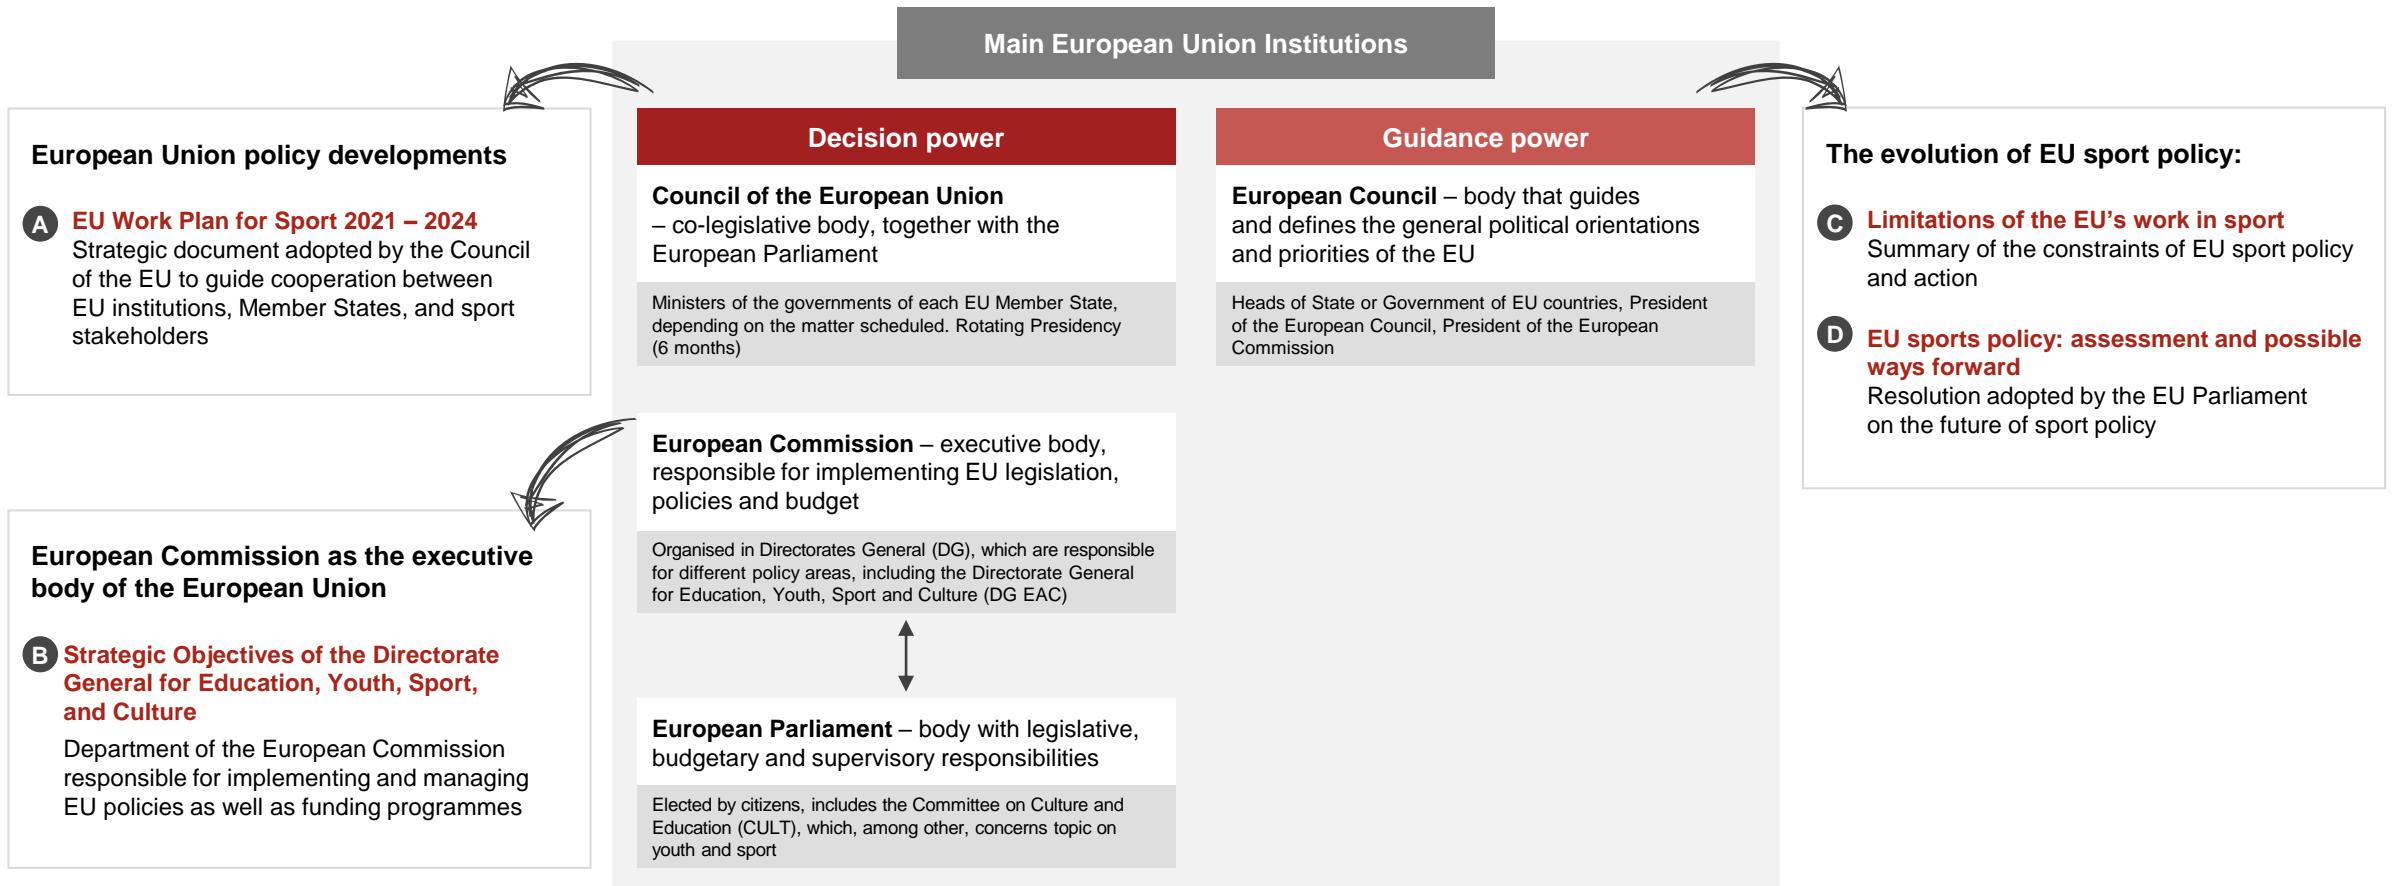 Main European Union Institutions
European Union policy developments
A
EU Work Plan for Sport 2021 – 2024
Strategic document adopted by the Council
of the EU to guide cooperation between
EU institutions, Member States, and sport
stakeholders
European Commission as the executive
body of the European Union
B
Strategic Objectives of the Directorate
General for Education, Youth, Sport,
and Culture
Department of the European Commission
responsible for implementing and managing
EU policies as well as funding programmes
Decision power
Council of the European Union
– co-legislative body, together with the
European Parliament
Ministers of the governments of each EU Member State,
depending on the matter scheduled. Rotating Presidency
(6 months)
European Commission – executive body,
responsible for implementing EU legislation,
policies and budget
Organised in Directorates General (DG), which are responsible
for different policy areas, including the Directorate General
for Education, Youth, Sport and Culture (DG EAC)
European Parliament – body with legislative,
budgetary and supervisory responsibilities
Elected by citizens, includes the Committee on Culture and
Education (CULT), which, among other, concerns topic on
youth and sport
Guidance power
European Council – body that guides
and defines the general political orientations
and priorities of the EU
Heads of State or Government of EU countries, President
of the European Council, President of the European
Commission
The evolution of EU sport policy:
C
Limitations of the EU’s work in sport
Summary of the constraints of EU sport policy
and action
D
EU sports policy: assessment and possible
ways forward
Resolution adopted by the EU Parliament
on the future of sport policy